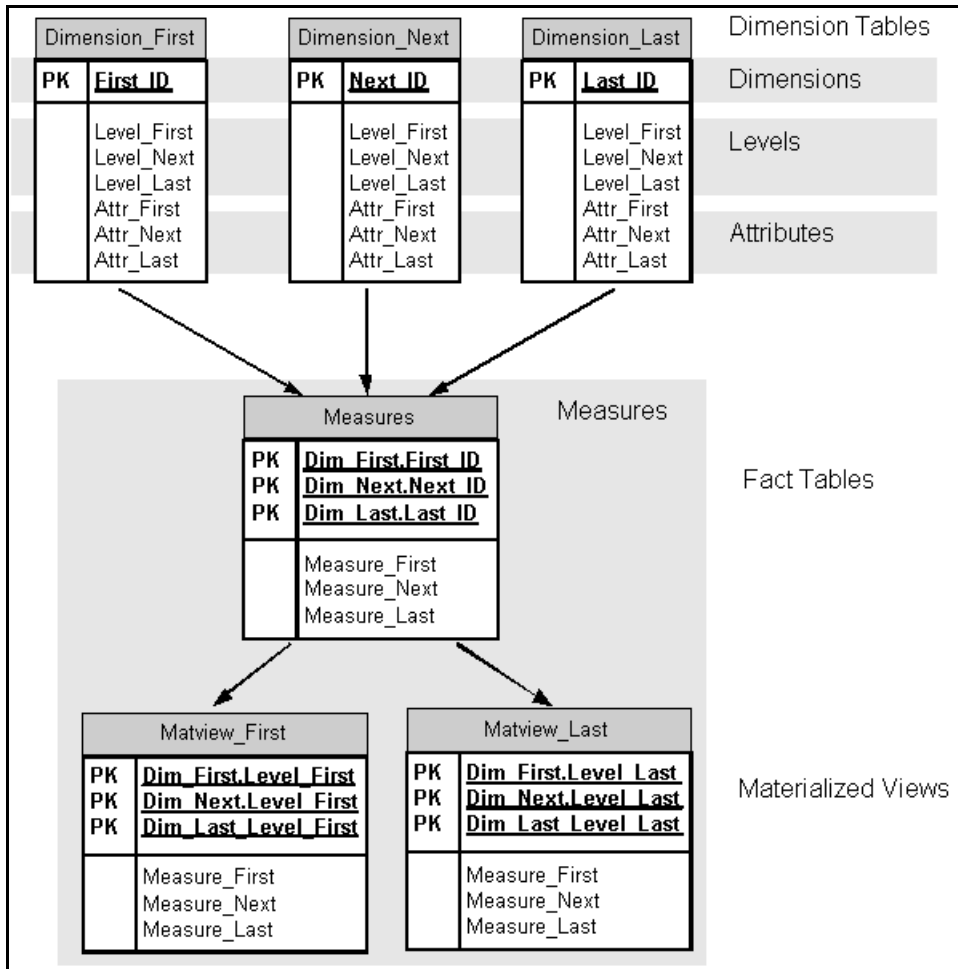 Dimension_First
PK First_ID
Level_First
Level_Next
Level_Last
Attr_First
Attr_Next
Attr_Last
Dimension_Next
PK Next_ID
Level_First
Level_Next
Level_Last
Attr_First
Attr_Next
Attr_Last
Dimension_Last
PK Last_ID
Level_First
Level_Next
Level_Last
Attr_First
Attr_Next
Attr_Last
Dimension Tables
Dimensions
Levels
Attributes
Measures
PK Dim_First.First_ID
PK Dim_Next.Next_ID
PK Dim_Last.Last_ID
Measure_First
Measure_Next
Measure_Last
Measures
Fact Tables
Matview_First
PK Dim_First.Level_First
PK Dim_Next.Level_First
PK Dim_Last_Level_First
Measure_First
Measure_Next
Measure_Last
Matview_Last
PK Dim_First.Level_Last
PK Dim_Next.Level_Last
PK Dim_Last_Level_Last
Measure_First
Measure_Next
Measure_Last
Materialized Views